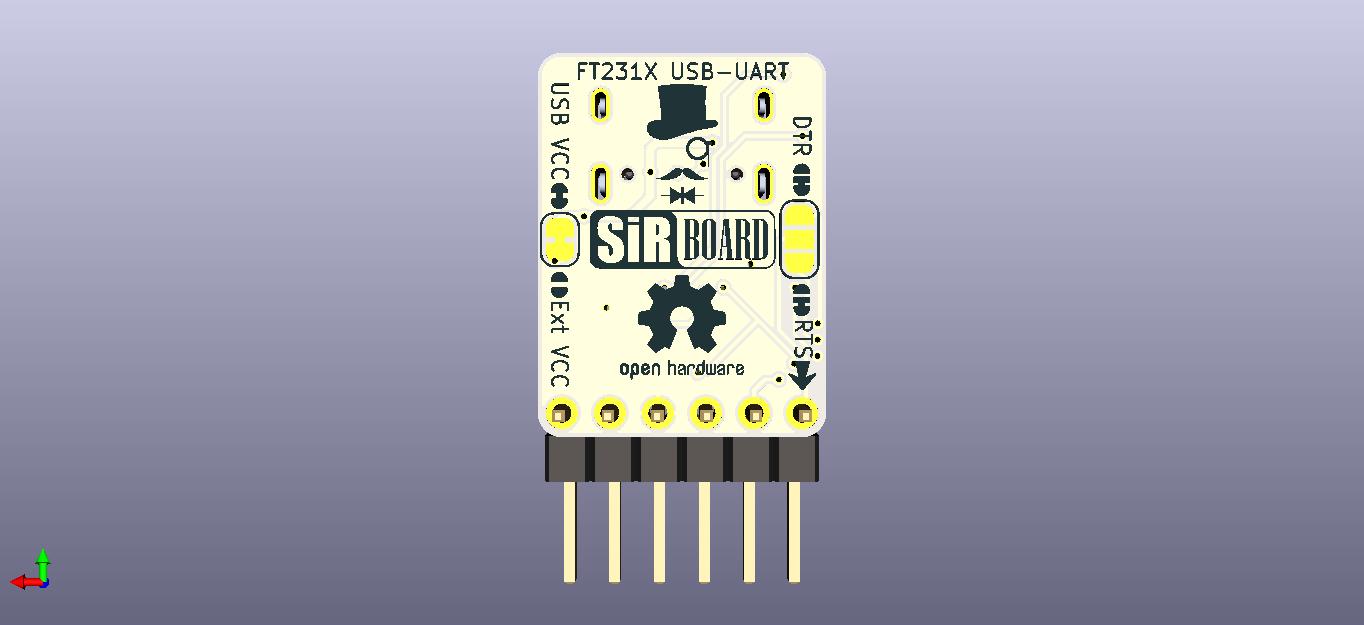 FT231X USB-UART
USB VCC
DTR
SiR BOARD
Ext VCC
RTS
open hardware